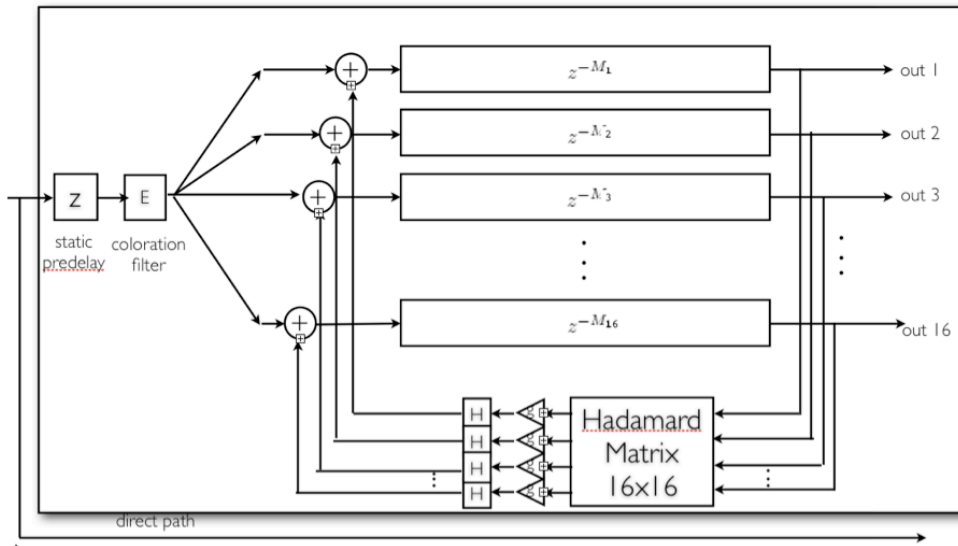 z^{-M_1}
out 1
z^{-M_2}
out 2
z^{-M_3}
out 3
Z
E
static
predelay
coloration
filter
z^{-M_{16}}
out 16
Hadamard
Matrix
16x16
H
g
H
g
H
g
H
g
direct path